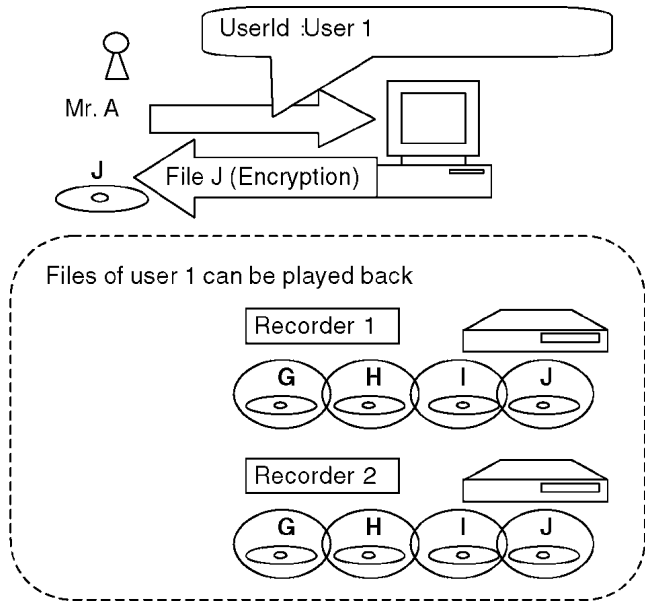 UserId :User 1
Mr. A
J
File J (Encryption)
Files of user 1 can be played back
Recorder 1
G H I J
Recorder 2
G H I J